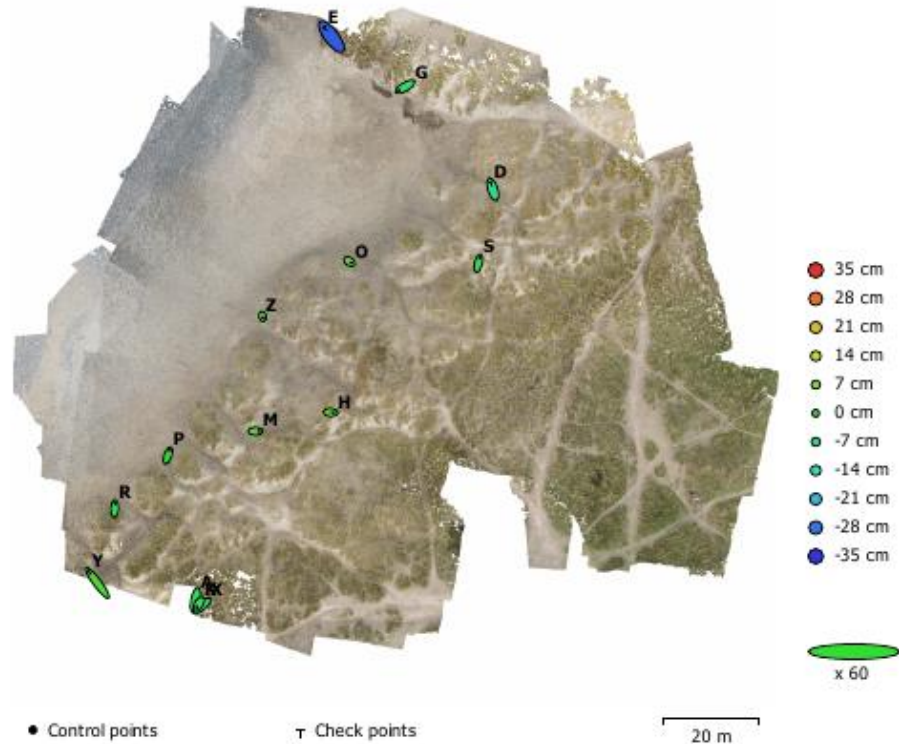 E
G
D
S
O
Z
H
M
P
R
Y
35 cm
28 cm
21 cm
14 cm
7 cm
0 cm
-7 cm
-14 cm
-21 cm
-28 cm
-35 cm
x 60
Control points
Check points
20 m